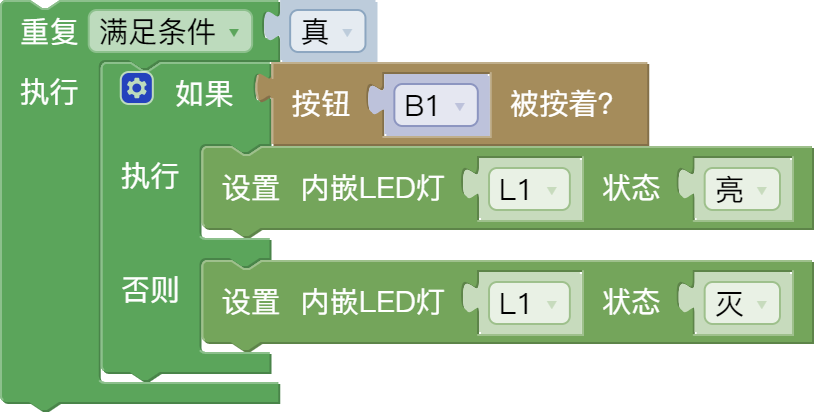 重复 满足条件 真
执行 如果 按钮 B1 被按着?
执行 设置 内嵌LED灯 L1 状态 亮
否则 设置 内嵌LED灯 L1 状态 灭